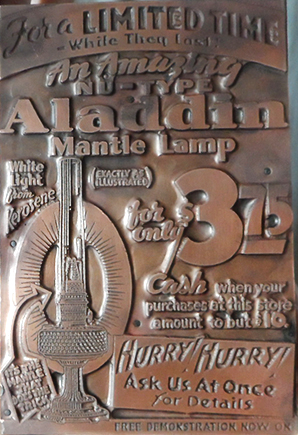 For a LIMITED TIME
-While They Last-
An Amazing
NU-TYPE
Aladdin
Mantle Lamp
White
Light
from
Kerosene
EXACTLY AS
ILLUSTRATED
for
only
$3.75
Cash when your
purchases at this store
amount to but $10.
HURRY! HURRY!
Ask Us At Once
for Details
FREE DEMONSTRATION NOW ON